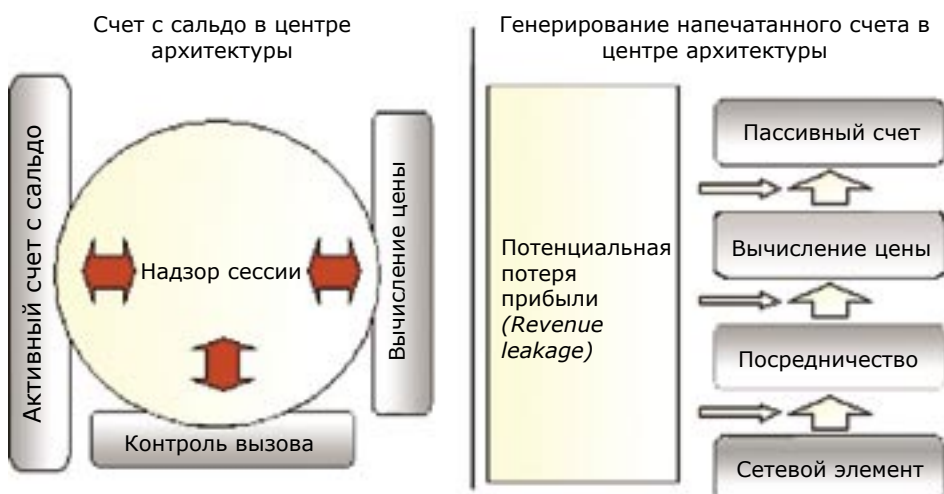 Счет с сальдо в центре
архитектуры
Активный счет с сальдо
Надзор сессии
Вычисление цены
Контроль вызова
Генерирование напечатанного счета в
центре архитектуры
Потенциальная
потеря
прибыли
(Revenue
leakage)
Пассивный счет
Вычисление цены
Посредничество
Сетевой элемент